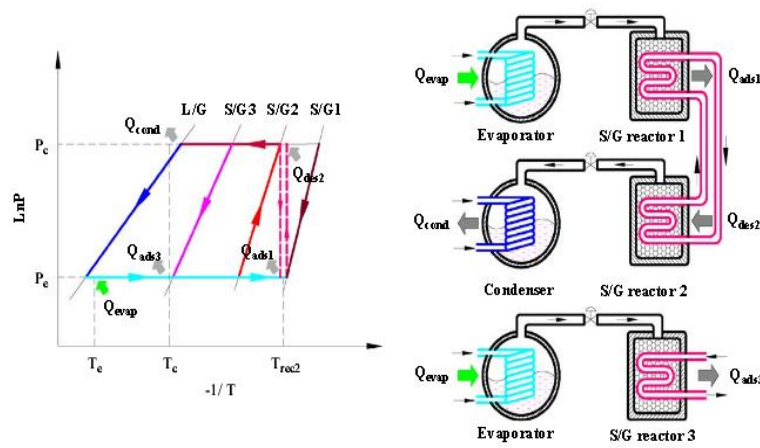 L/G S/G3 S/G2 S/G1
Qcond
Pc
Qdes2
LnP
Qads3
Qads1
Pe
Qevap
Te
Tc
Trec2
-1/ T
Qevap
Qads1
Evaporator
S/G reactor 1
Qcond
Qdes2
Condenser
S/G reactor 2
Qevap
Qads3
Evaporator
S/G reactor 3